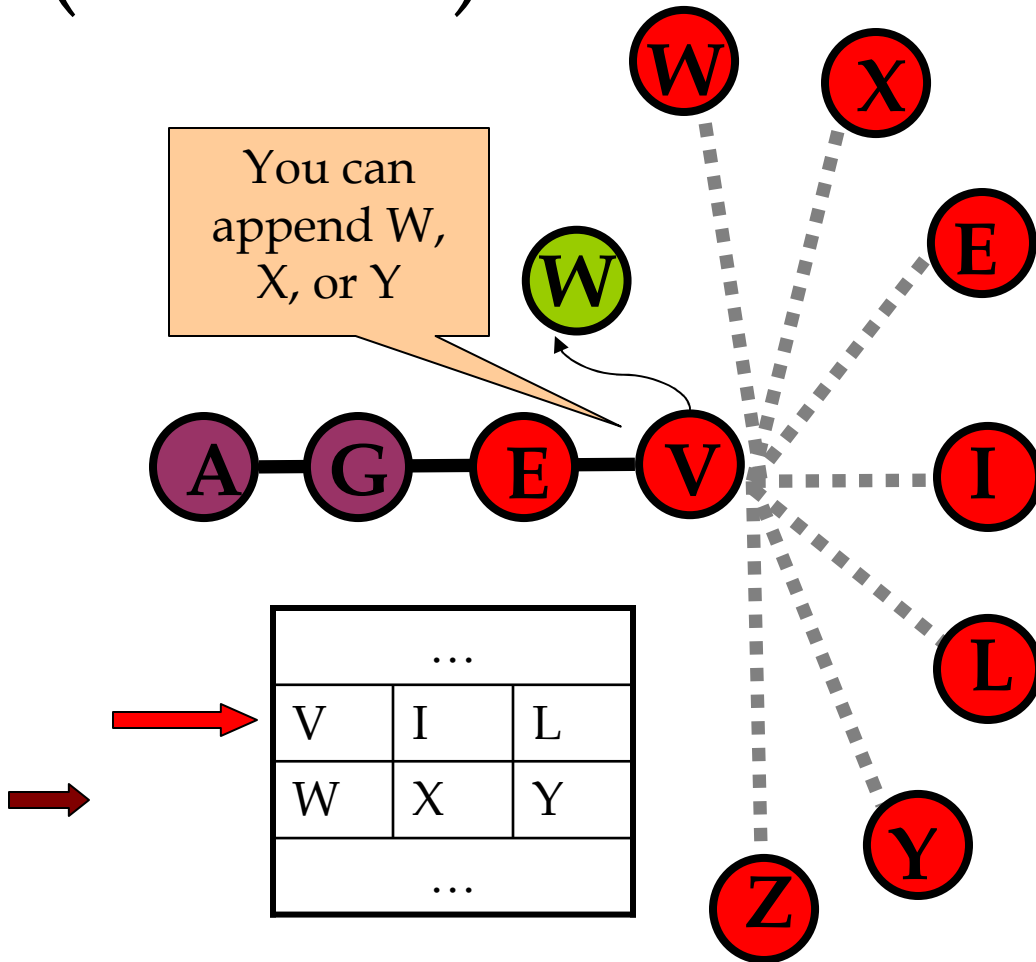 ( )
W
X
You can
append W,
X, or Y
W
E
A G E V
I
L
...
V I L
W X Y
...
Y
Z